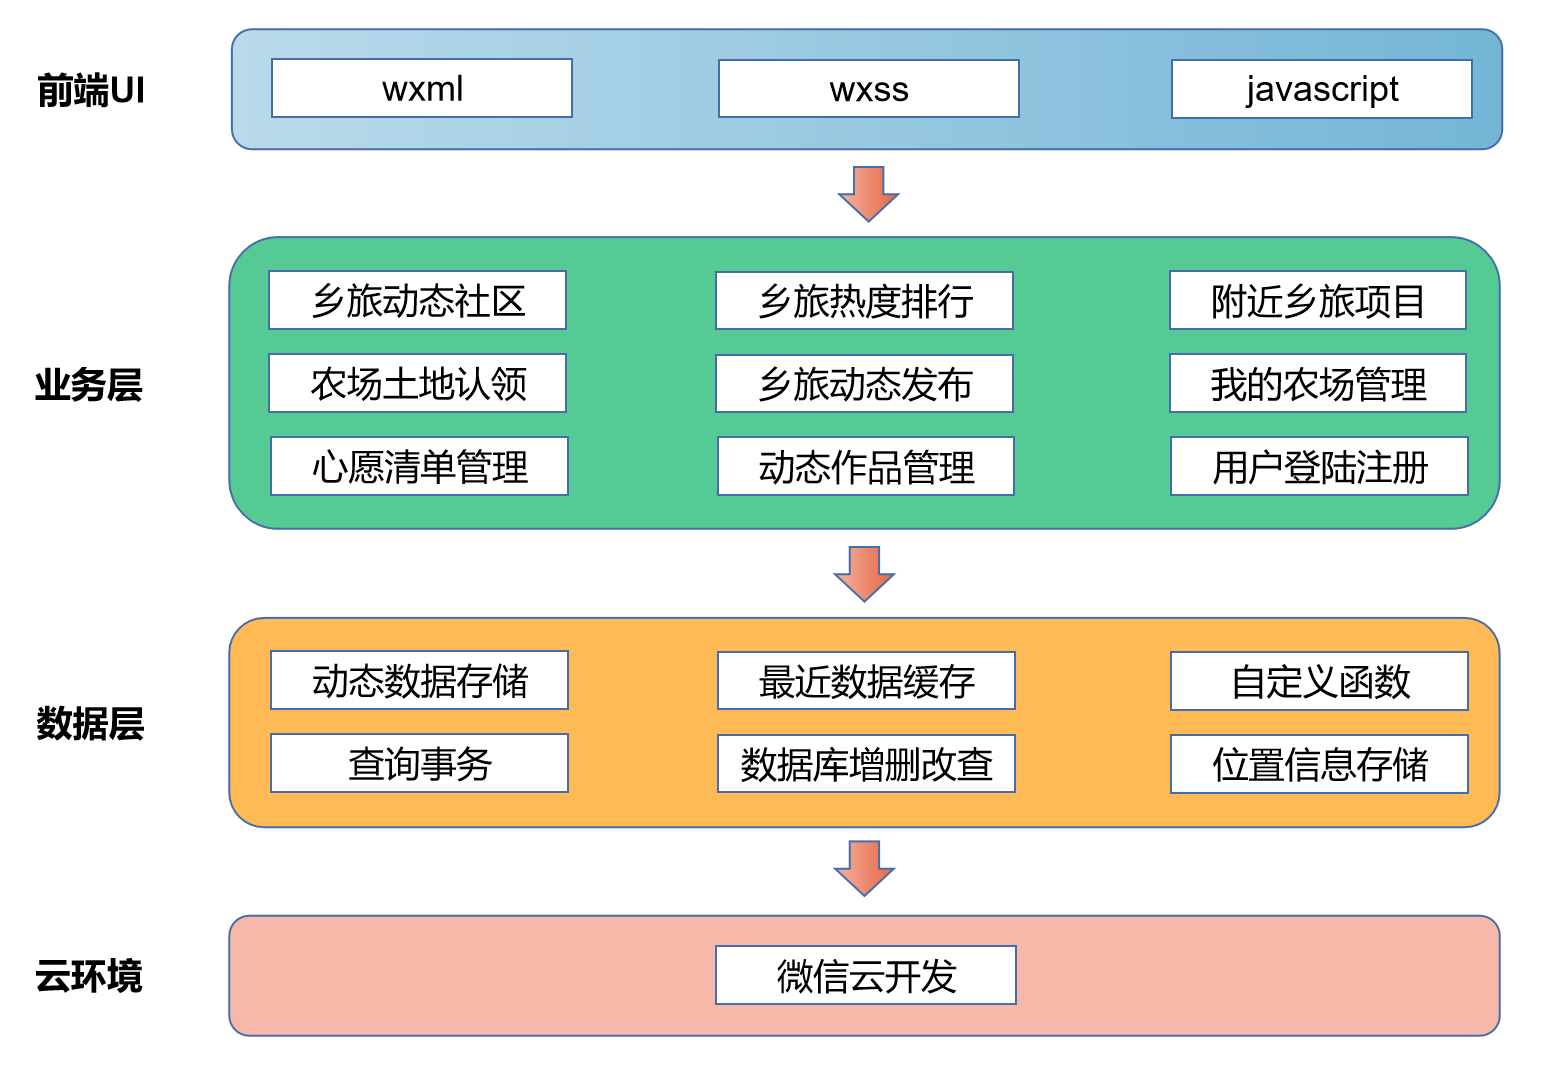 前端UI
wxml
wxss
javascript
业务层
乡旅动态社区
乡旅热度排行
附近乡旅项目
农场土地认领
乡旅动态发布
我的农场管理
心愿清单管理
动态作品管理
用户登陆注册
数据层
动态数据存储
最近数据缓存
自定义函数
查询事务
数据库增删改查
位置信息存储
云环境
微信云开发